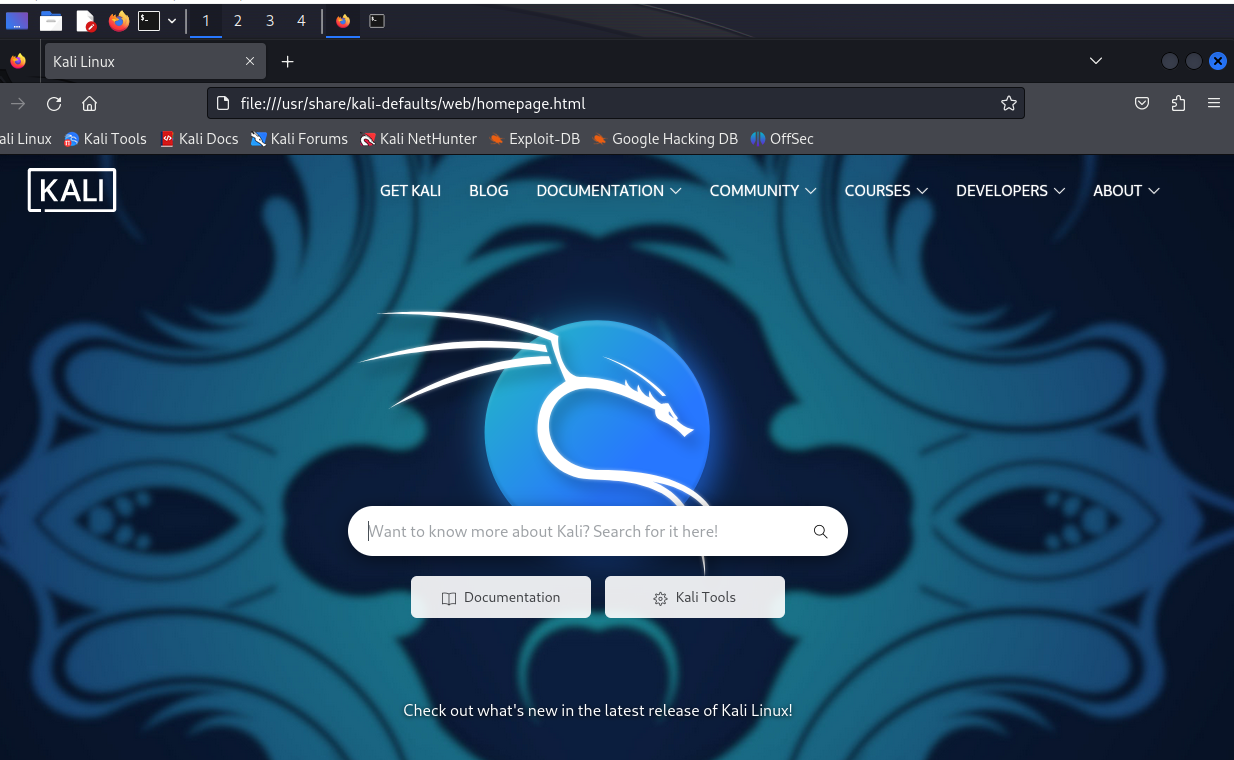 1 2 3 4
Kali Linux
file:///usr/share/kali-defaults/web/homepage.html
ali Linux Kali Tools Kali Docs Kali Forums Kali NetHunter Exploit-DB Google Hacking DB OffSec
KALI GET KALI BLOG DOCUMENTATION COMMUNITY COURSES DEVELOPERS ABOUT
Want to know more about Kali? Search for it here!
Documentation Kali Tools
Check out what's new in the latest release of Kali Linux!